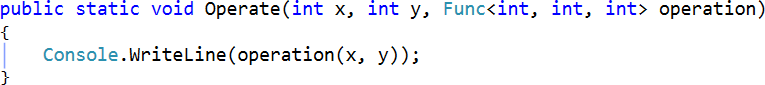 public static void Operate(int x, int y, Func<int, int, int> operation)
{
    Console.WriteLine(operation(x, y));
}